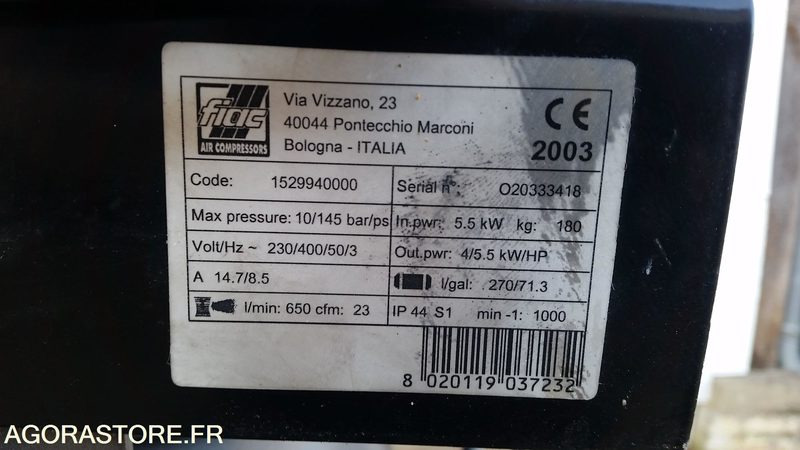 fiac
AIR COMPRESSORS
Via Vizzano, 23
40044 Pontecchio Marconi
Bologna - ITALIA
CE
2003
Code: 1529940000 Serial n°: O20333418
Max pressure: 10/145 bar/psi In.pwr: 5.5 kW kg: 180
Volt/Hz ~ 230/400/50/3 Out.pwr: 4/5.5 kW/HP
A 14.7/8.5 l/gal: 270/71.3
l/min: 650 cfm: 23 IP 44 S1 min -1: 1000
8 020119 037232
AGORASTORE.FR